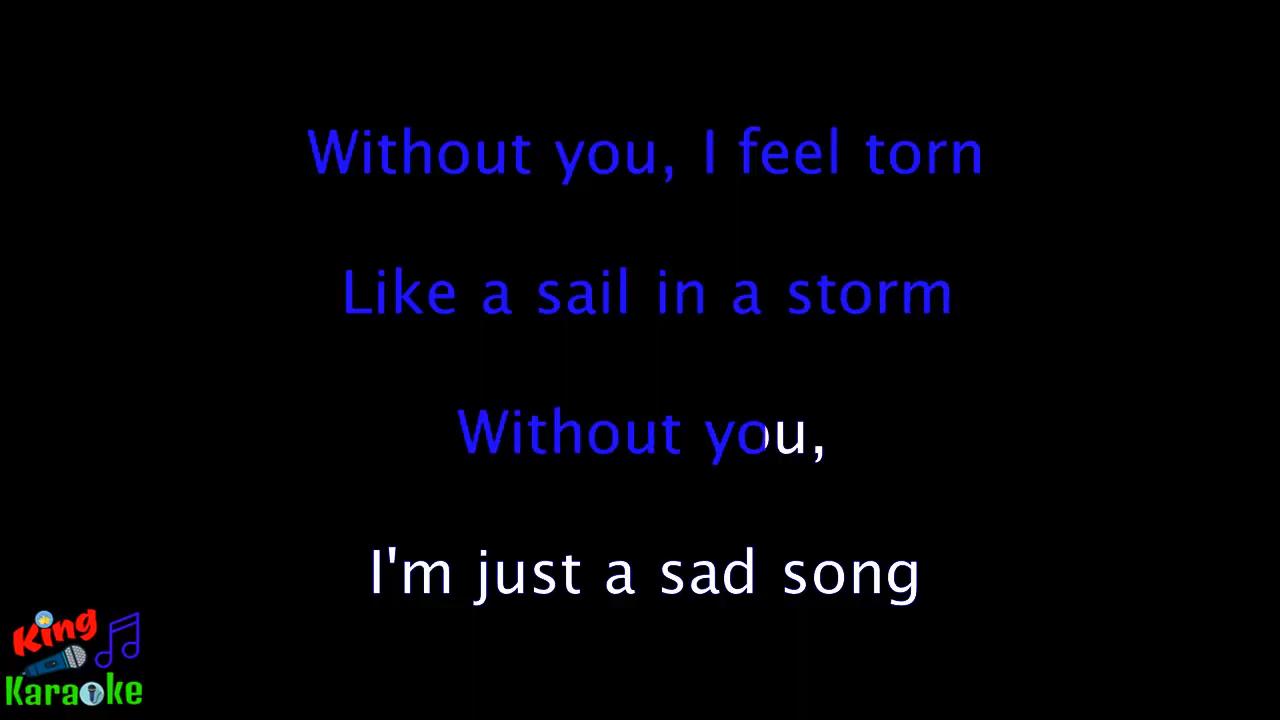 Without you, I feel torn
Like a sail in a storm
Without you,
I'm just a sad song
King
Karaoke